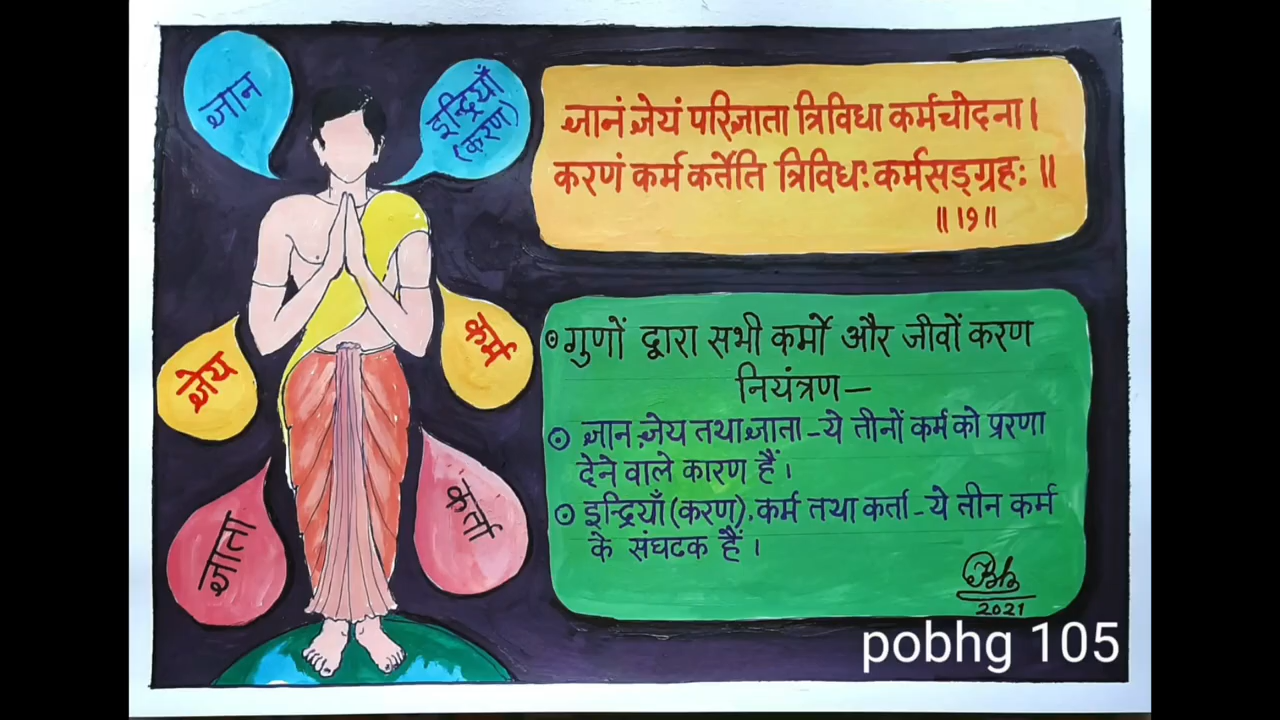 ज्ञान
इन्द्रियाँ
(करण)
ज्ञेय
कर्म
ज्ञाता
कर्ता
ज्ञानं ज्ञेयं परिज्ञाता त्रिविधा कर्मचोदना।
करणं कर्म कर्तेति त्रिविधः कर्मसङ्ग्रहः॥
॥१७॥
गुणों द्वारा सभी कर्मो और जीवों करण
नियंत्रण–
ज्ञान ज्ञेय तथा ज्ञाता – ये तीनों कर्म को प्ररणा
देने वाले कारण हैं।
इन्द्रियाँ (करण), कर्म तथा कर्ता – ये तीन कर्म
के संघटक हैं।
2021
pobhg 105